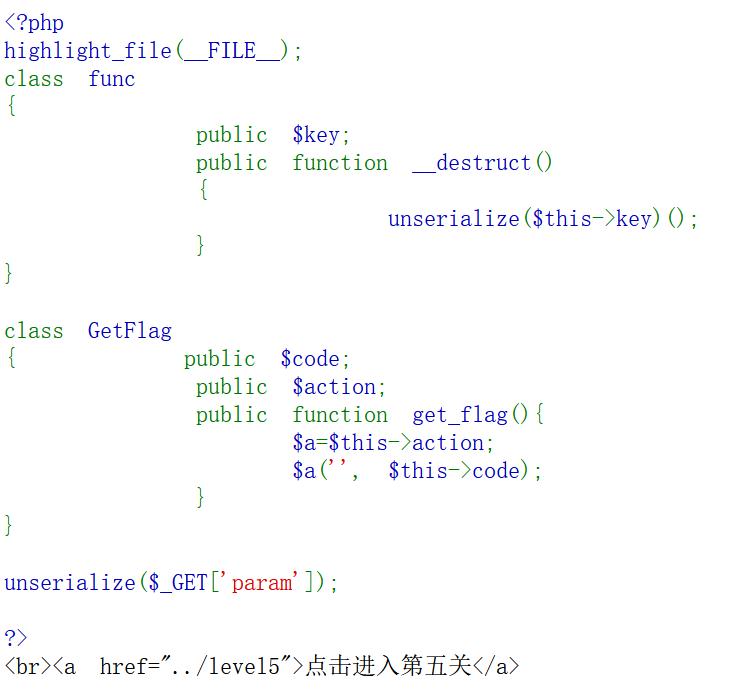 <?php
highlight_file(__FILE__);
class func
{
public $key;
public function __destruct()
{
unserialize($this->key)();
}
}
class GetFlag
{ public $code;
public $action;
public function get_flag(){
$a=$this->action;
$a('', $this->code);
}
}
unserialize($_GET['param']);
?>
<br><a href="../level5">点击进入第五关</a>